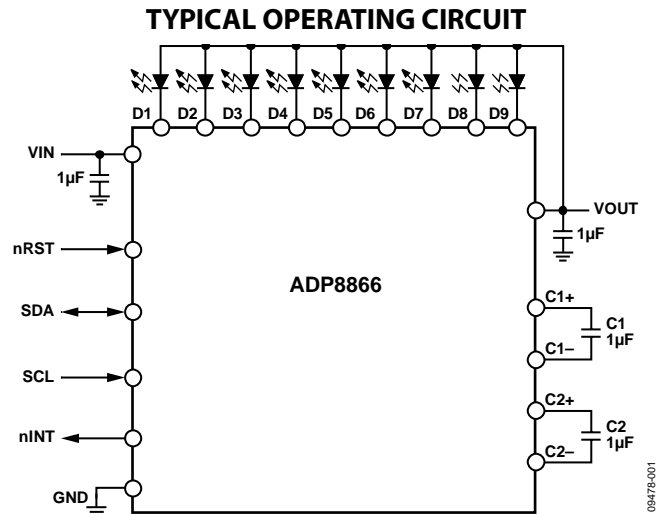 TYPICAL OPERATING CIRCUIT
D1 D2 D3 D4 D5 D6 D7 D8 D9
VIN
1µF
VOUT
1µF
nRST
ADP8866
SDA
C1+
C1
1µF
C1–
SCL
C2+
C2
1µF
nINT
C2–
GND
09478-001